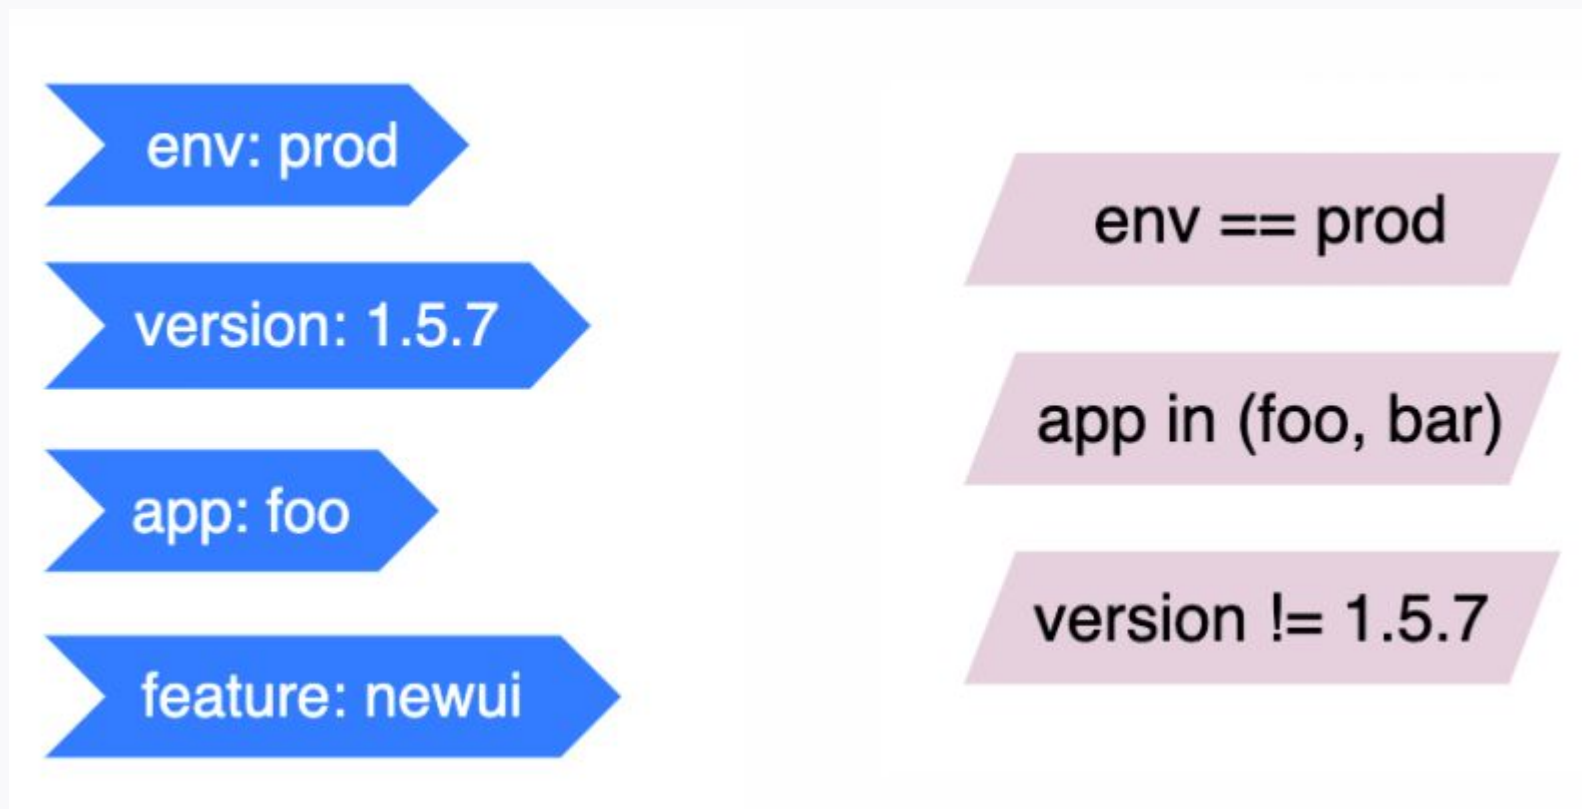 env: prod
version: 1.5.7
app: foo
feature: newui
env == prod
app in (foo, bar)
version != 1.5.7